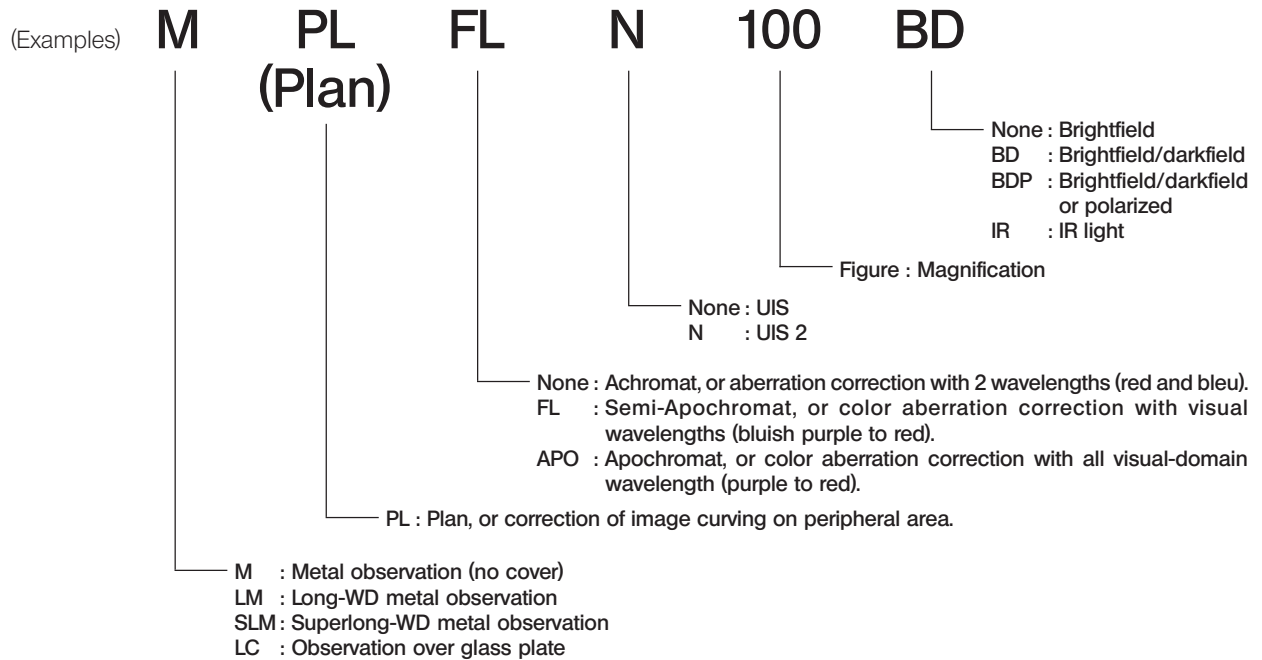 (Examples) M PL FL N 100 BD
(Plan)
None : Brightfield
BD : Brightfield/darkfield
BDP : Brightfield/darkfield
or polarized
IR : IR light
Figure : Magnification
None : UIS
N : UIS 2
None : Achromat, or aberration correction with 2 wavelengths (red and bleu).
FL : Semi-Apochromat, or color aberration correction with visual
wavelengths (bluish purple to red).
APO : Apochromat, or color aberration correction with all visual-domain
wavelength (purple to red).
PL : Plan, or correction of image curving on peripheral area.
M : Metal observation (no cover)
LM : Long-WD metal observation
SLM : Superlong-WD metal observation
LC : Observation over glass plate